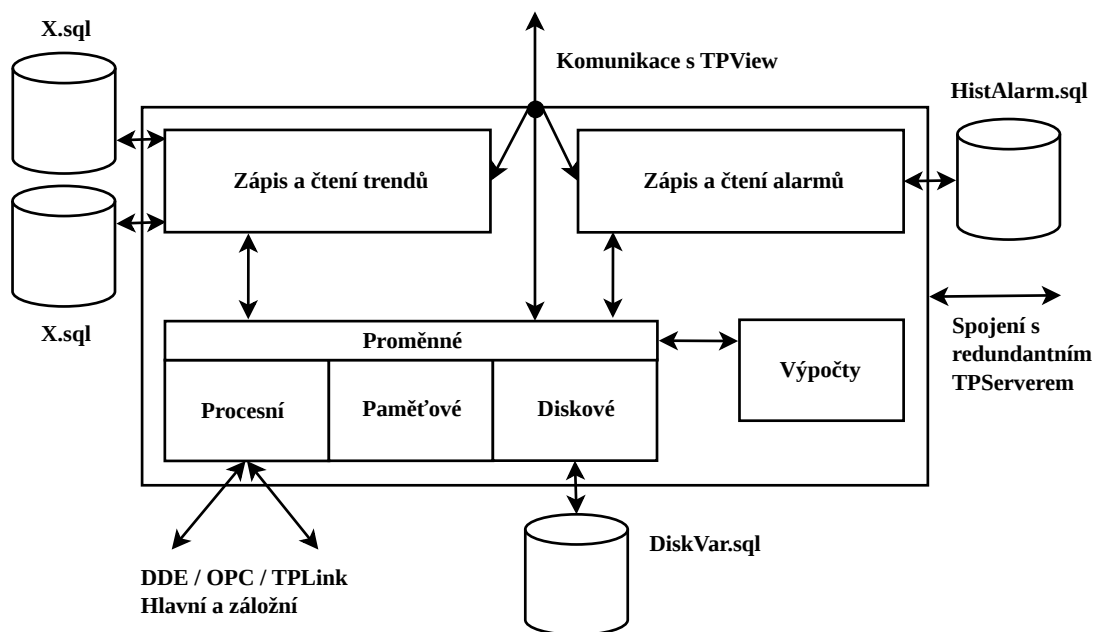 X.sql
Komunikace s TPView
HistAlarm.sql
Zápis a čtení trendů
Zápis a čtení alarmů
X.sql
Proměnné
Procesní
Paměťové
Diskové
Výpočty
Spojení s
redundantním
TPServerem
DiskVar.sql
DDE / OPC / TPLink
Hlavní a záložní